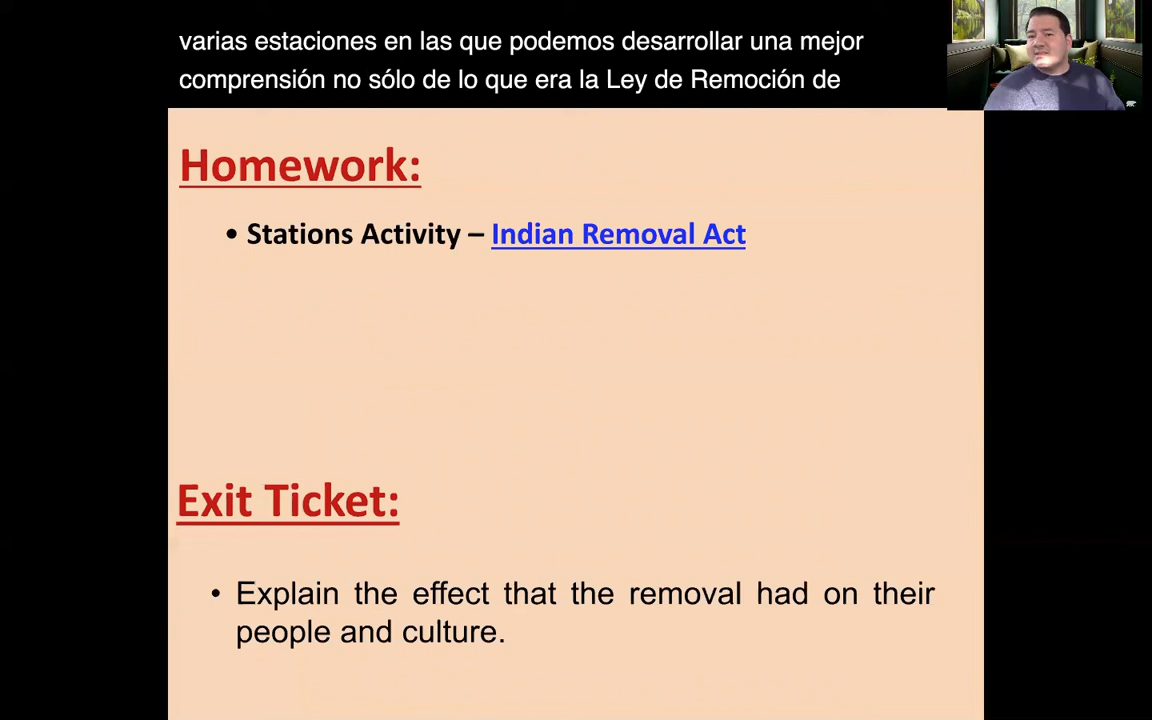 varias estaciones en las que podemos desarrollar una mejor
comprensión no sólo de lo que era la Ley de Remoción de
Homework:
• Stations Activity – Indian Removal Act
Exit Ticket:
• Explain the effect that the removal had on their
people and culture.